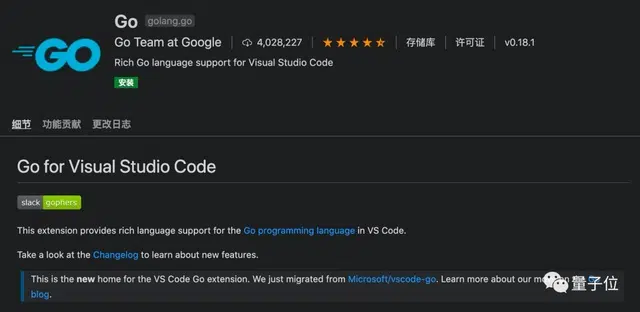 GO
Go golang.go
Go Team at Google | 4,028,227 | 存储库 | 许可证 | v0.18.1
Rich Go language support for Visual Studio Code
安装
细节 功能贡献 更改日志
Go for Visual Studio Code
slack gophers
This extension provides rich language support for the Go programming language in VS Code.
Take a look at the Changelog to learn about new features.
This is the new home for the VS Code Go extension. We just migrated from Microsoft/vscode-go. Learn more about our
blog.
量子位